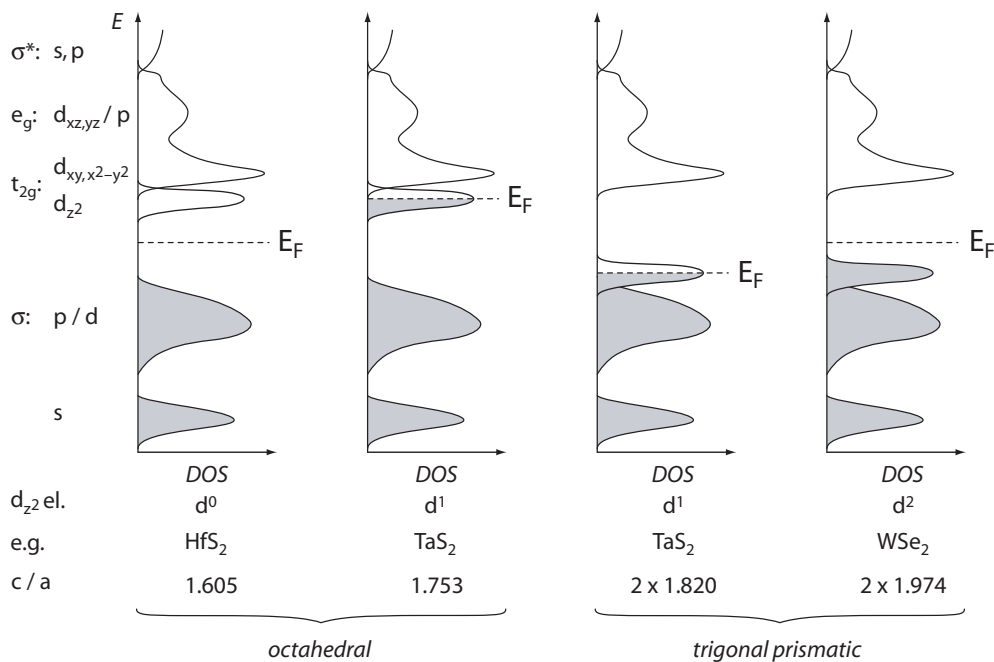 E
σ*: s, p
e_g: d_xz,yz / p
t_2g: d_xy, x²–y²
d_z²
E_F
E_F
E_F
E_F
σ: p / d
s
DOS DOS DOS DOS
d_z² el. d⁰ d¹ d¹ d²
e.g. HfS₂ TaS₂ TaS₂ WSe₂
c / a 1.605 1.753 2 x 1.820 2 x 1.974
octahedral trigonal prismatic